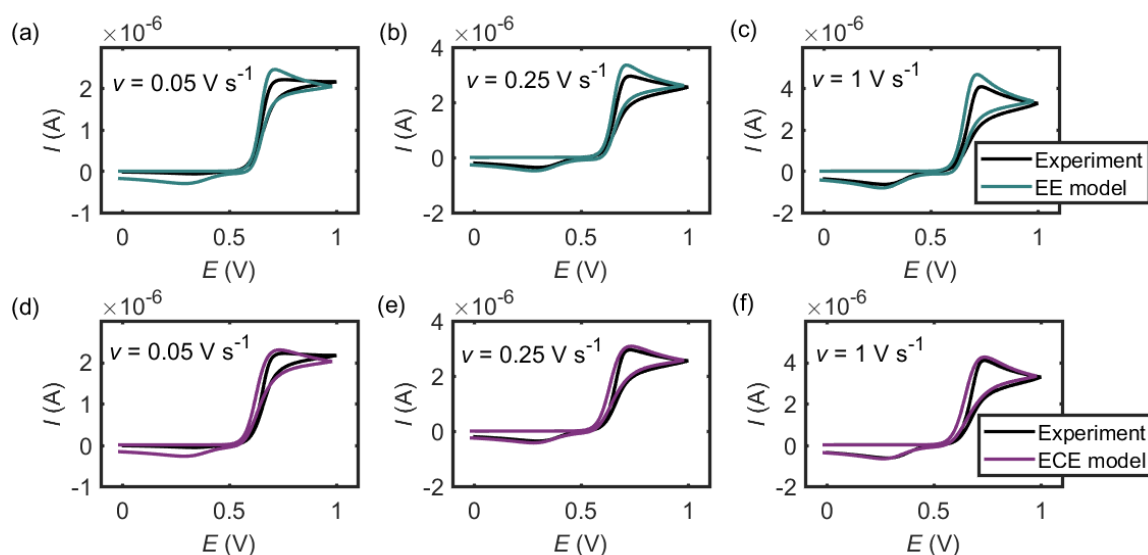 (a)
×10⁻⁶
v = 0.05 V s⁻¹
2
1
0
-1
I (A)
0 0.5 1
E (V)
(b)
×10⁻⁶
v = 0.25 V s⁻¹
4
2
0
-2
I (A)
0 0.5 1
E (V)
(c)
×10⁻⁶
v = 1 V s⁻¹
4
2
0
-2
I (A)
0 0.5 1
E (V)
Experiment
EE model
(d)
×10⁻⁶
v = 0.05 V s⁻¹
2
1
0
-1
I (A)
0 0.5 1
E (V)
(e)
×10⁻⁶
v = 0.25 V s⁻¹
4
2
0
-2
I (A)
0 0.5 1
E (V)
(f)
×10⁻⁶
v = 1 V s⁻¹
4
2
0
-2
I (A)
0 0.5 1
E (V)
Experiment
ECE model